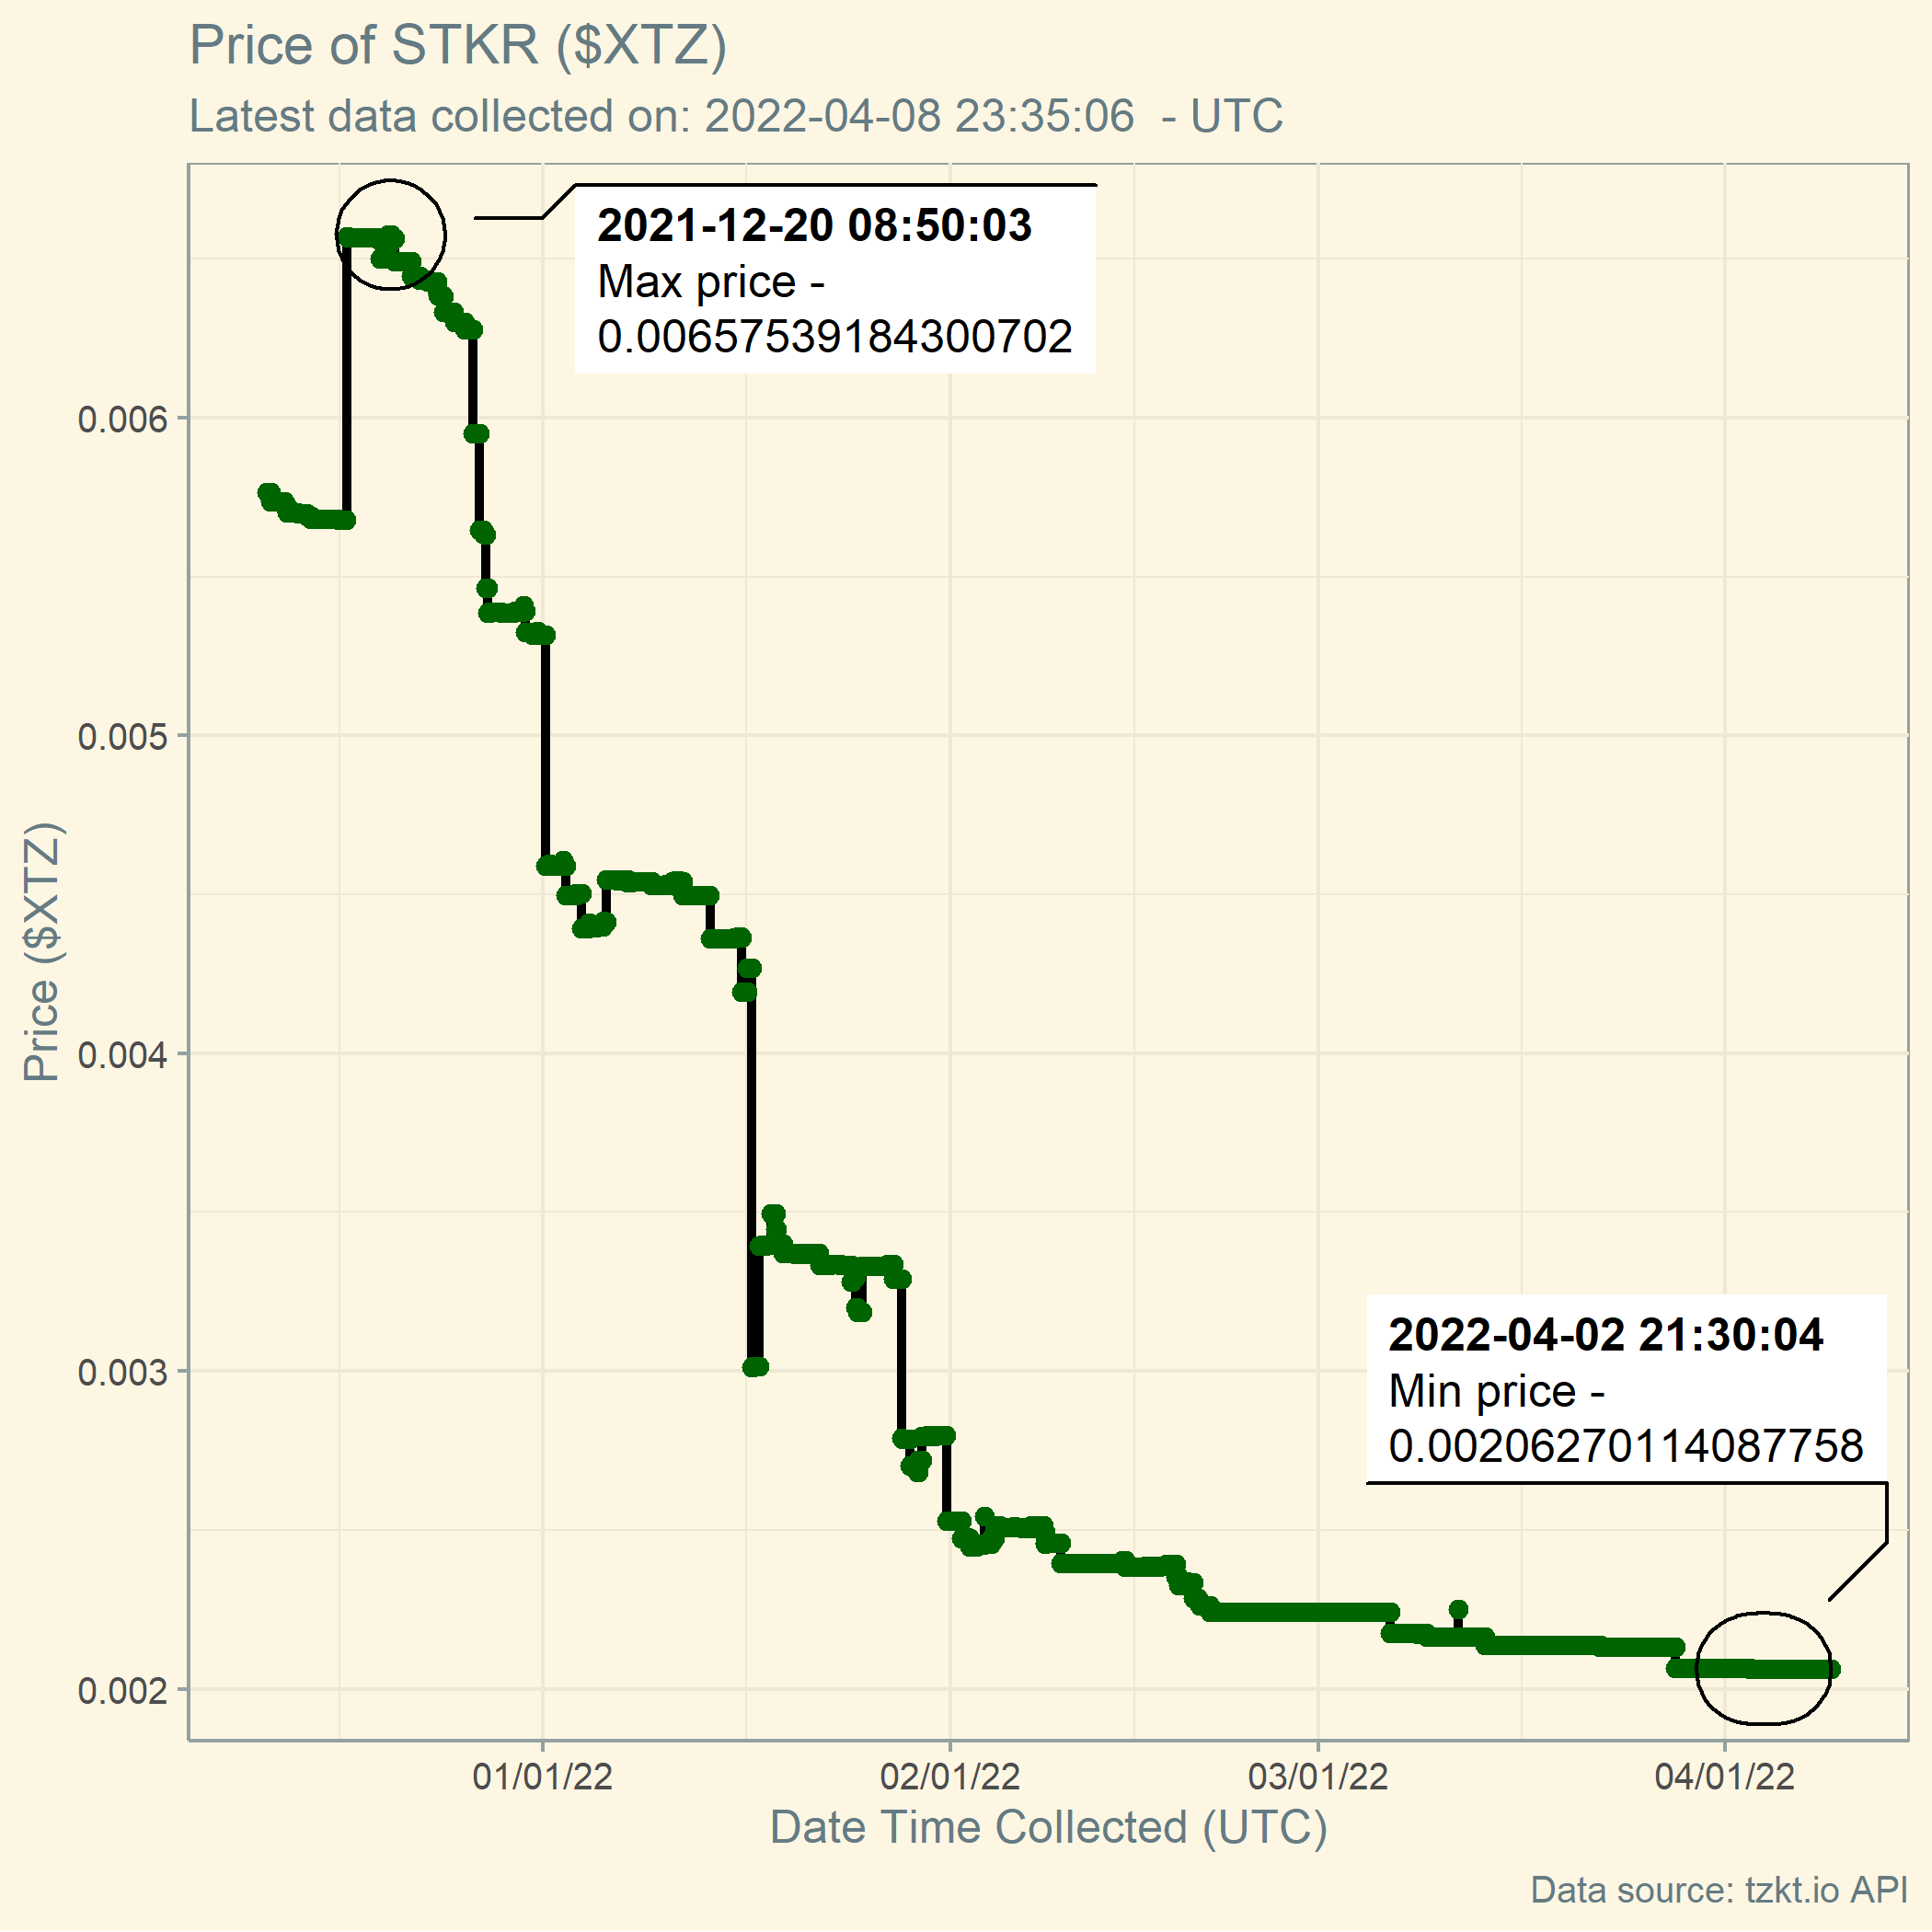 Price of STKR ($XTZ)
Latest data collected on: 2022-04-08 23:35:06  - UTC
2021-12-20 08:50:03
Max price -
0.00657539184300702
0.006
0.005
0.004
0.003
0.002
Price ($XTZ)
2022-04-02 21:30:04
Min price -
0.00206270114087758
01/01/22
02/01/22
03/01/22
04/01/22
Date Time Collected (UTC)
Data source: tzkt.io API